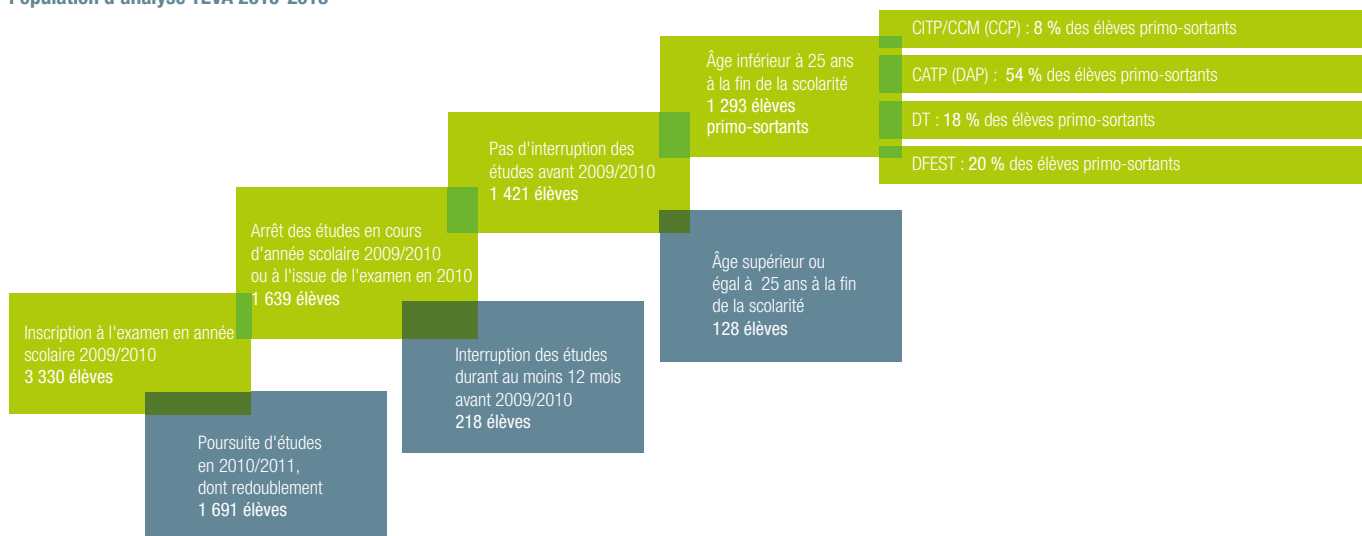 Population d'analyse TEVA 2010-2013
CITP/CCM (CCP) : 8 % des élèves primo-sortants
CATP (DAP) : 54 % des élèves primo-sortants
DT : 18 % des élèves primo-sortants
DFEST : 20 % des élèves primo-sortants
Âge inférieur à 25 ans
à la fin de la scolarité
1 293 élèves
primo-sortants
Pas d'interruption des
études avant 2009/2010
1 421 élèves
Âge supérieur ou
égal à 25 ans à la fin
de la scolarité
128 élèves
Arrêt des études en cours
d'année scolaire 2009/2010
ou à l'issue de l'examen en 2010
1 639 élèves
Interruption des études
durant au moins 12 mois
avant 2009/2010
218 élèves
Inscription à l'examen en année
scolaire 2009/2010
3 330 élèves
Poursuite d'études
en 2010/2011,
dont redoublement
1 691 élèves